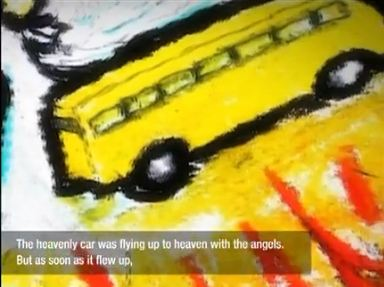 The heavenly car was flying up to heaven with the angels.
But as soon as it flew up,